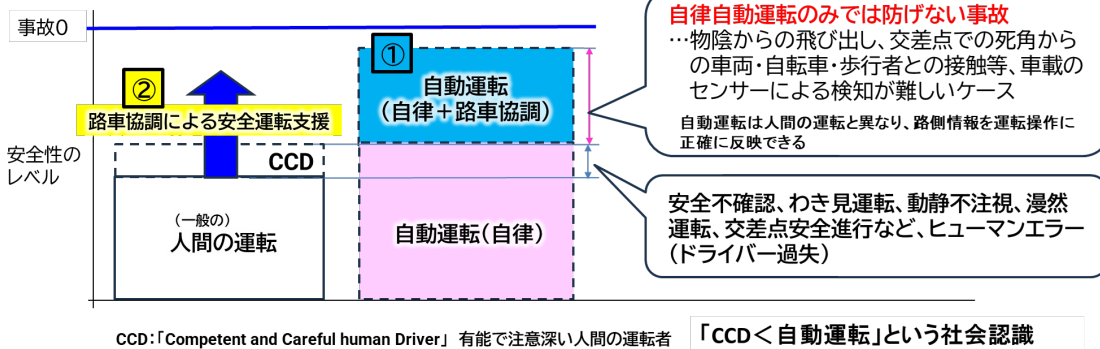 事故0
安全性の
レベル
②
路車協調による安全運転支援
CCD
（一般の）
人間の運転
①
自動運転
（自律＋路車協調）
自動運転（自律）
自律自動運転のみでは防げない事故
…物陰からの飛び出し、交差点での死角から
の車両・自転車・歩行者との接触等、車載の
センサーによる検知が難しいケース
自動運転は人間の運転と異なり、路側情報を運転操作に
正確に反映できる
安全不確認、わき見運転、動静不注視、漫然
運転、交差点安全進行など、ヒューマンエラー
（ドライバー過失）
CCD：「Competent and Careful human Driver」 有能で注意深い人間の運転者
「CCD＜自動運転」という社会認識